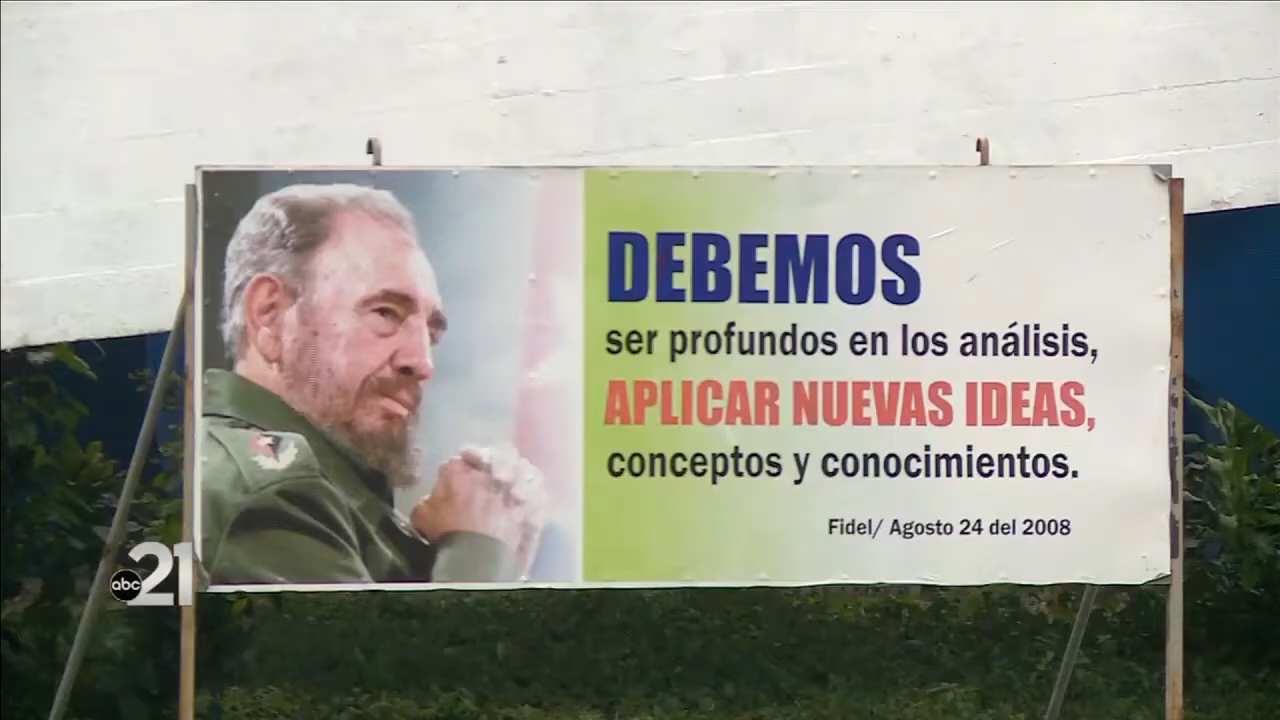 DEBEMOS
ser profundos en los análisis,
APLICAR NUEVAS IDEAS,
conceptos y conocimientos.
Fidel/ Agosto 24 del 2008
abc 21